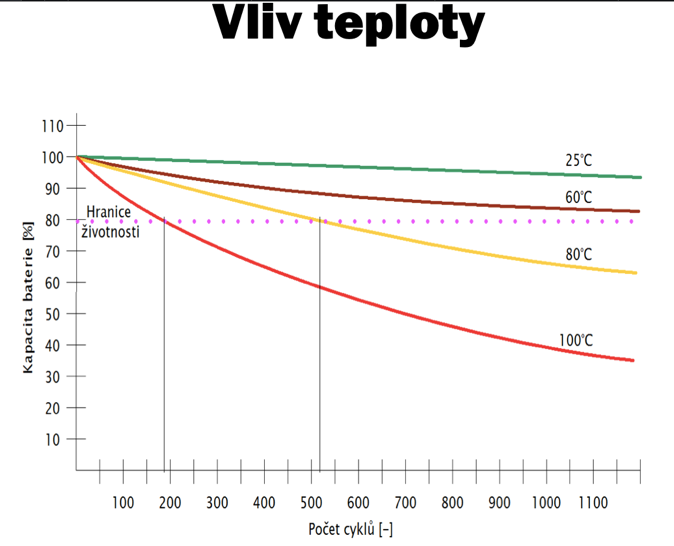 Vliv teploty
110
100
90
80
70
60
50
40
30
20
10
Kapacita baterie [%]
Hranice
životnosti
25°C
60°C
80°C
100°C
100 200 300 400 500 600 700 800 900 1000 1100
Počet cyklů [–]